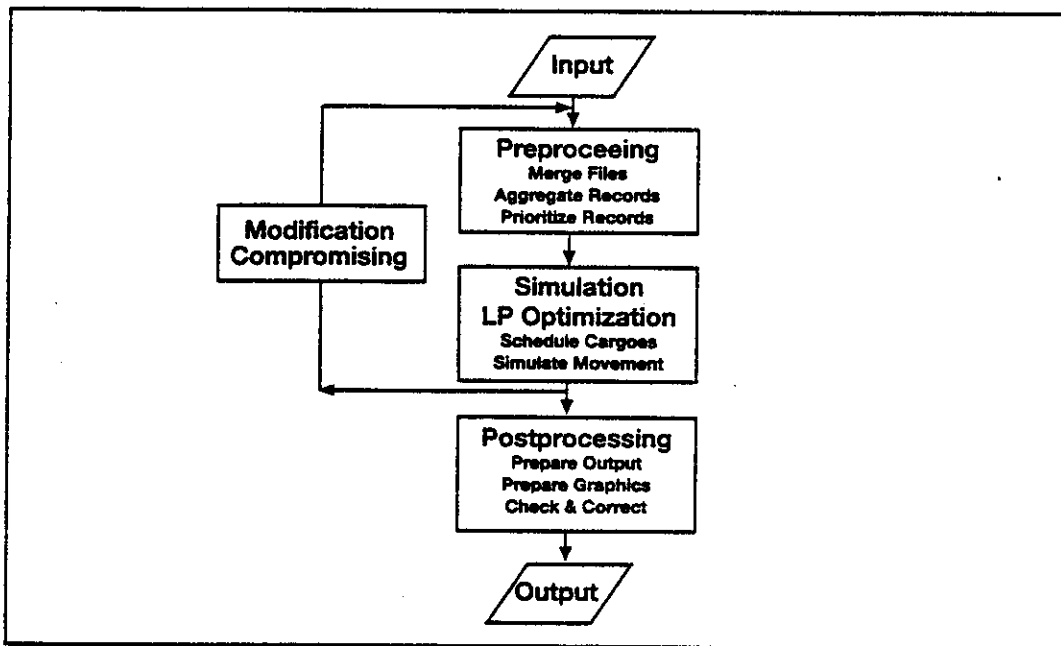 Input
Preproceeing
Merge Files
Aggregate Records
Prioritize Records
Modification
Compromising
Simulation
LP Optimization
Schedule Cargoes
Simulate Movement
Postprocessing
Prepare Output
Prepare Graphics
Check & Correct
Output